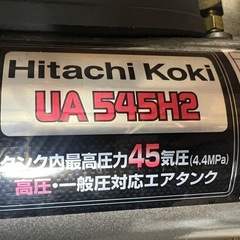 Hitachi Koki
UA 545H2
タンク内最高圧力45気圧(4.4MPa)
高圧・一般圧対応エアタンク